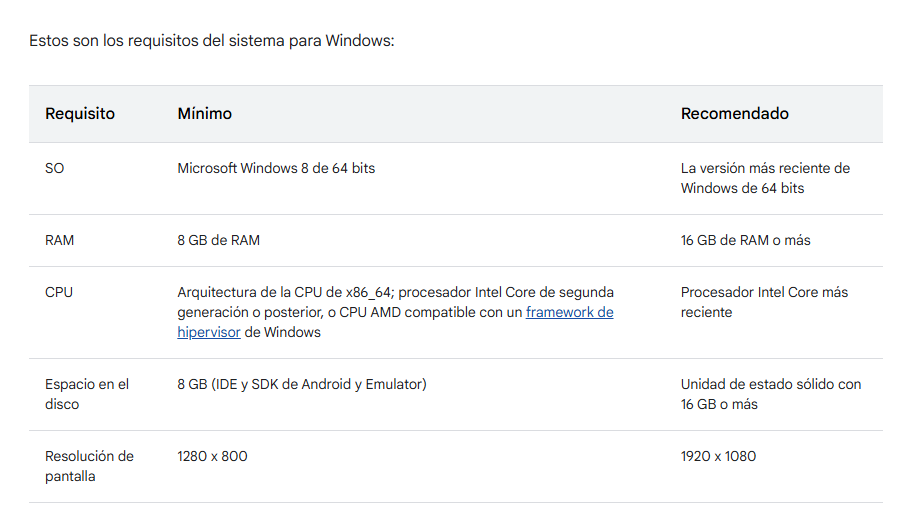 Estos son los requisitos del sistema para Windows:
Requisito Mínimo Recomendado
SO Microsoft Windows 8 de 64 bits La versión más reciente de
Windows de 64 bits
RAM 8 GB de RAM 16 GB de RAM o más
CPU Arquitectura de la CPU de x86_64; procesador Intel Core de segunda Procesador Intel Core más
generación o posterior, o CPU AMD compatible con un framework de reciente
hipervisor de Windows
Espacio en el 8 GB (IDE y SDK de Android y Emulator) Unidad de estado sólido con
disco 16 GB o más
Resolución de 1280 x 800 1920 x 1080
pantalla